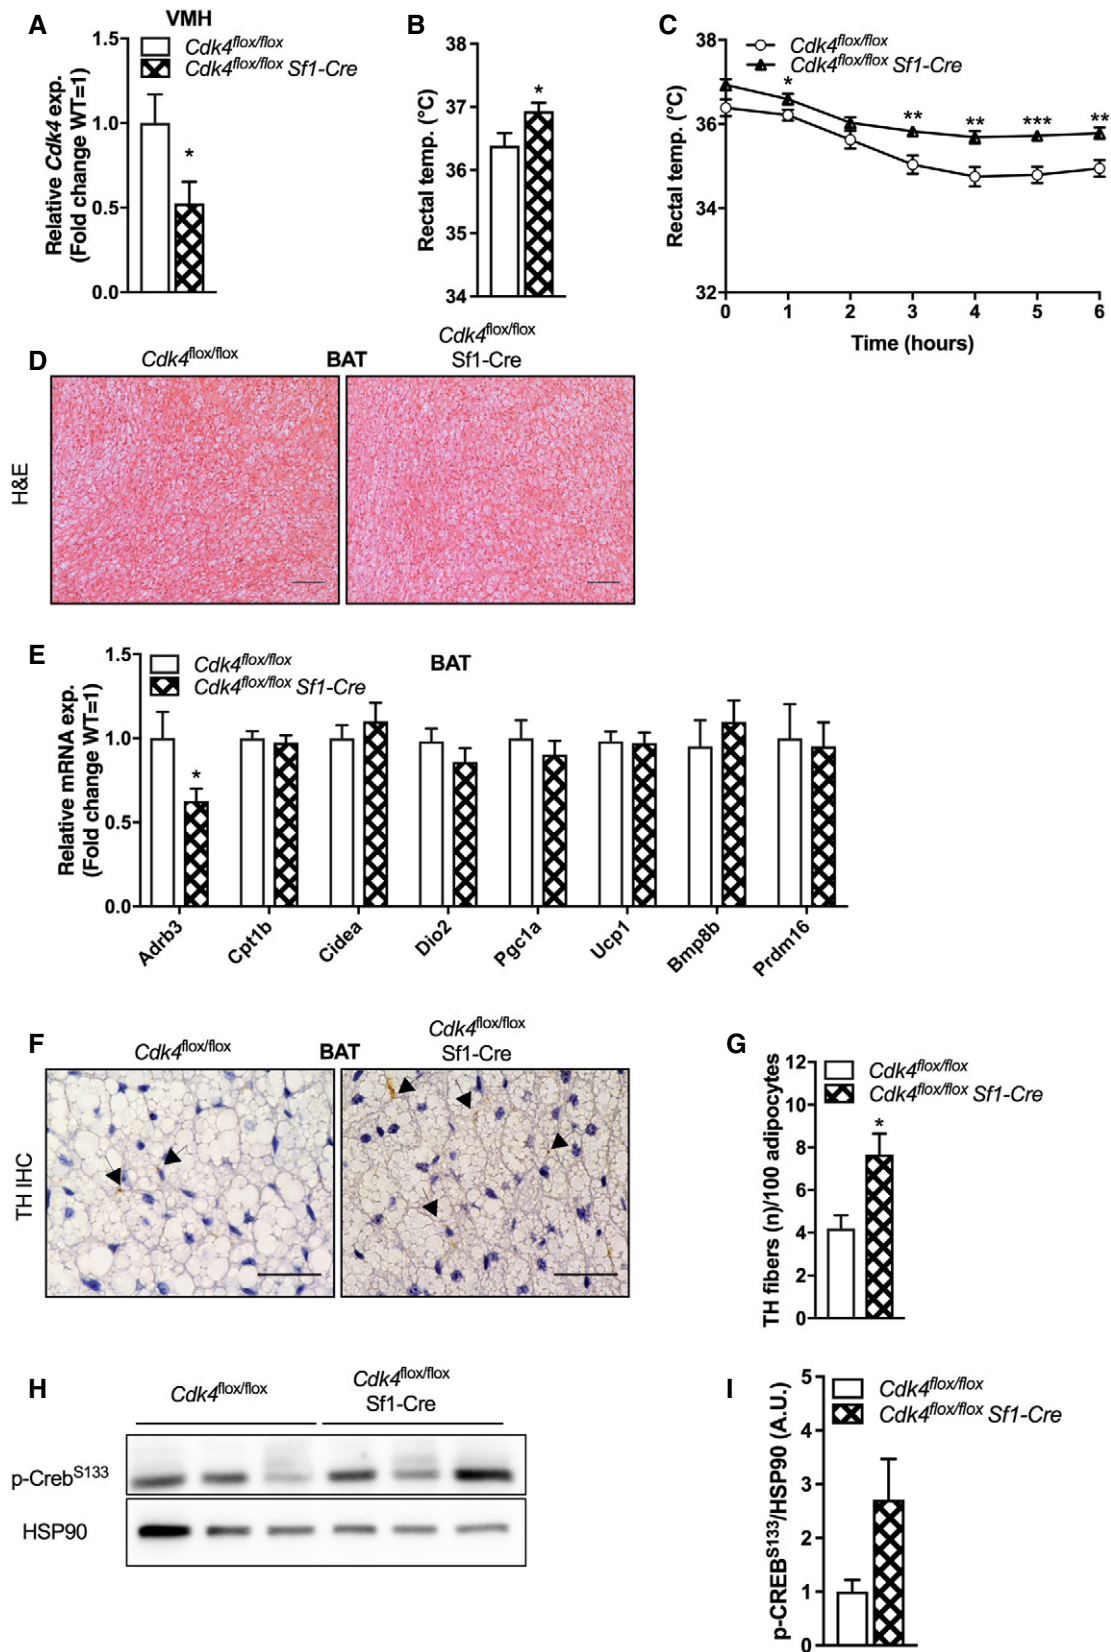 A
VMH
Cdk4flox/flox
Cdk4flox/flox Sf1-Cre
Relative Cdk4 exp.
(Fold change WT=1)
1.5
1.0
0.5
0.0
*
B
Rectal temp. (°C)
38
37
36
35
34
*
C
Cdk4flox/flox
Cdk4flox/flox Sf1-Cre
Rectal temp. (°C)
38
36
34
32
* ** ** *** **
0 1 2 3 4 5 6
Time (hours)
D
Cdk4flox/flox
BAT
Cdk4flox/flox
Sf1-Cre
H&E
E
BAT
Cdk4flox/flox
Cdk4flox/flox Sf1-Cre
Relative mRNA exp.
(Fold change WT=1)
1.5
1.0
0.5
0.0
*
Adrb3 Cpt1b Cidea Dio2 Pgc1a Ucp1 Bmp8b Prdm16
F
Cdk4flox/flox
BAT
Cdk4flox/flox
Sf1-Cre
TH IHC
G
Cdk4flox/flox
Cdk4flox/flox Sf1-Cre
TH fibers (n)/100 adipocytes
12
10
8
6
4
2
0
*
H
Cdk4flox/flox
Cdk4flox/flox
Sf1-Cre
p-CrebS133
HSP90
I
Cdk4flox/flox
Cdk4flox/flox Sf1-Cre
p-CREBS133/HSP90 (A.U.)
5
4
3
2
1
0